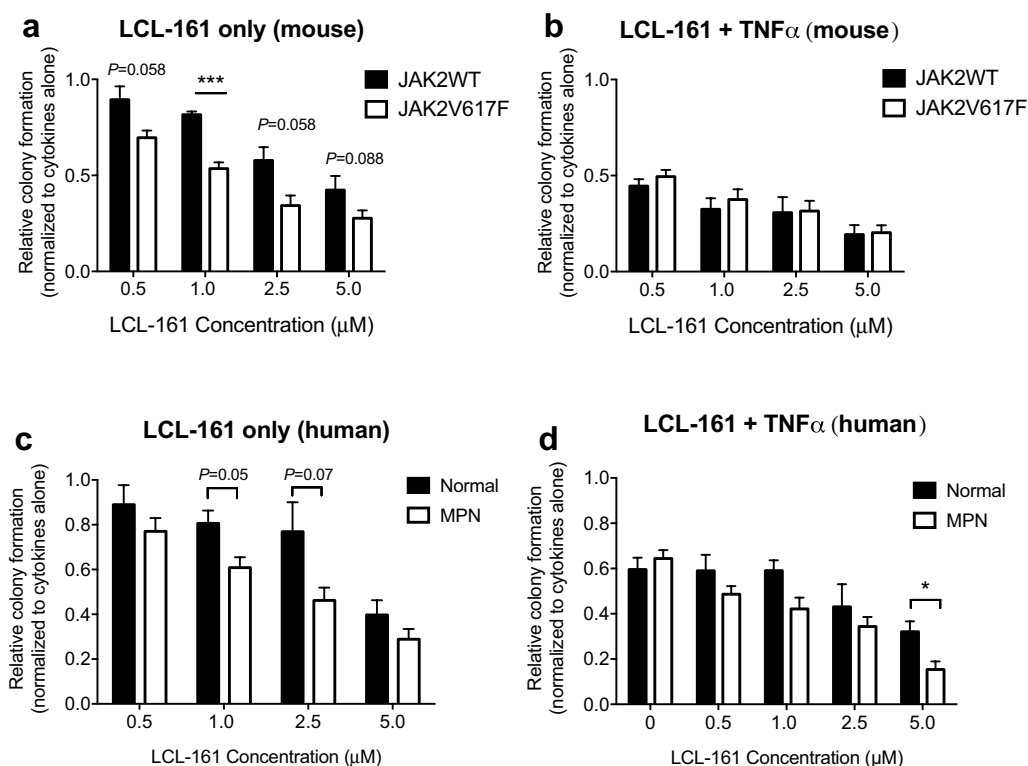 a
LCL-161 only (mouse)
Relative colony formation
(normalized to cytokines alone)
1.0
0.5
0.0
P=0.058
***
P=0.058
P=0.088
JAK2WT
JAK2V617F
0.5 1.0 2.5 5.0
LCL-161 Concentration (μM)
b
LCL-161 + TNFα (mouse)
Relative colony formation
(normalized to cytokines alone)
1.0
0.5
0.0
JAK2WT
JAK2V617F
0.5 1.0 2.5 5.0
LCL-161 Concentration (μM)
c
LCL-161 only (human)
Relative colony formation
(normalized to cytokines alone)
1.0
0.8
0.6
0.4
0.2
0.0
P=0.05
P=0.07
Normal
MPN
0.5 1.0 2.5 5.0
LCL-161 Concentration (μM)
d
LCL-161 + TNFα (human)
Relative colony formation
(normalized to cytokines alone)
1.0
0.8
0.6
0.4
0.2
0.0
Normal
MPN
*
0 0.5 1.0 2.5 5.0
LCL-161 Concentration (μM)